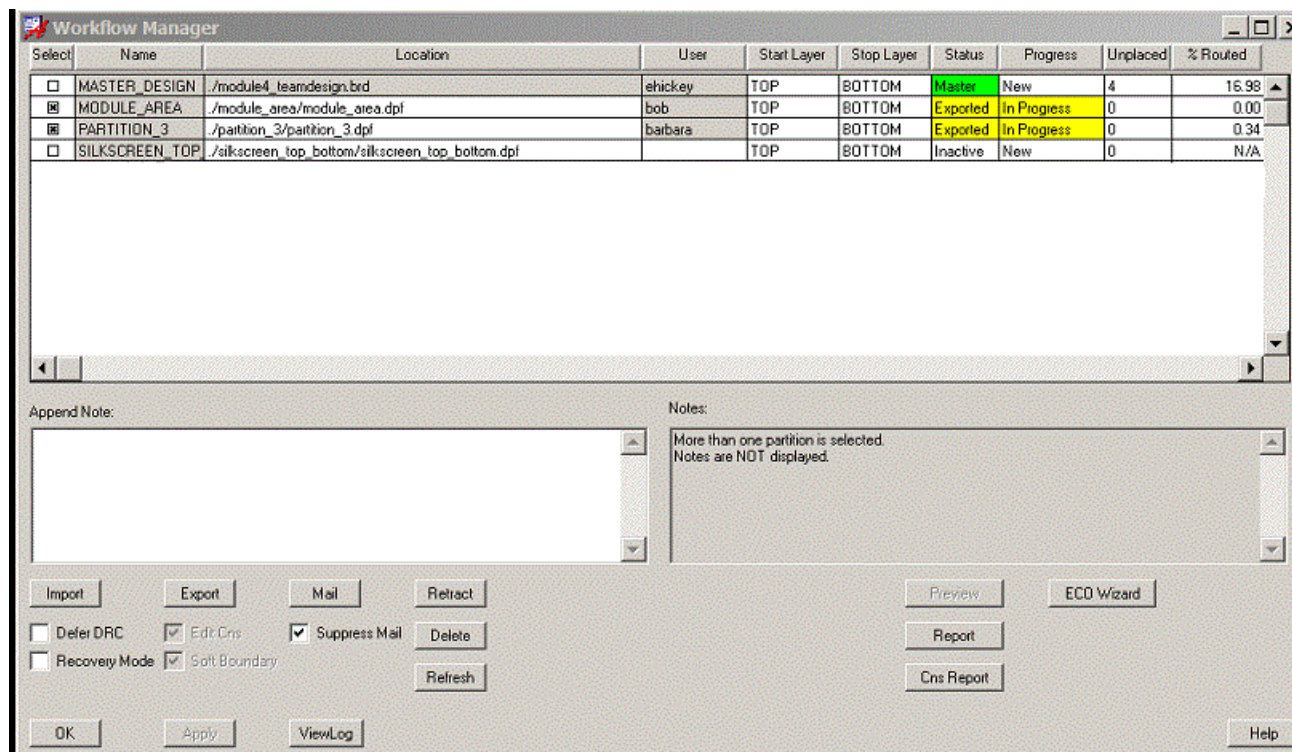 Workflow Manager
Select Name Location User Start Layer Stop Layer Status Progress Unplaced % Routed
MASTER_DESIGN ./module4_teamdesign.brd ehickey TOP BOTTOM Master New 4 16.98
MODULE_AREA ./module_area/module_area.dpf bob TOP BOTTOM Exported In Progress 0 0.00
PARTITION_3 ./partition_3/partition_3.dpf barbara TOP BOTTOM Exported In Progress 0 0.34
SILKSCREEN_TOP_ ./silkscreen_top_bottom/silkscreen_top_bottom.dpf TOP BOTTOM Inactive New 0 N/A
Append Note: Notes:
More than one partition is selected.
Notes are NOT displayed.
Import Export Mail Retract Preview ECO Wizard
Defer DRC Edit Cns Suppress Mail Delete Report
Recovery Mode Soft Boundary Refresh Cns Report
OK Apply ViewLog Help